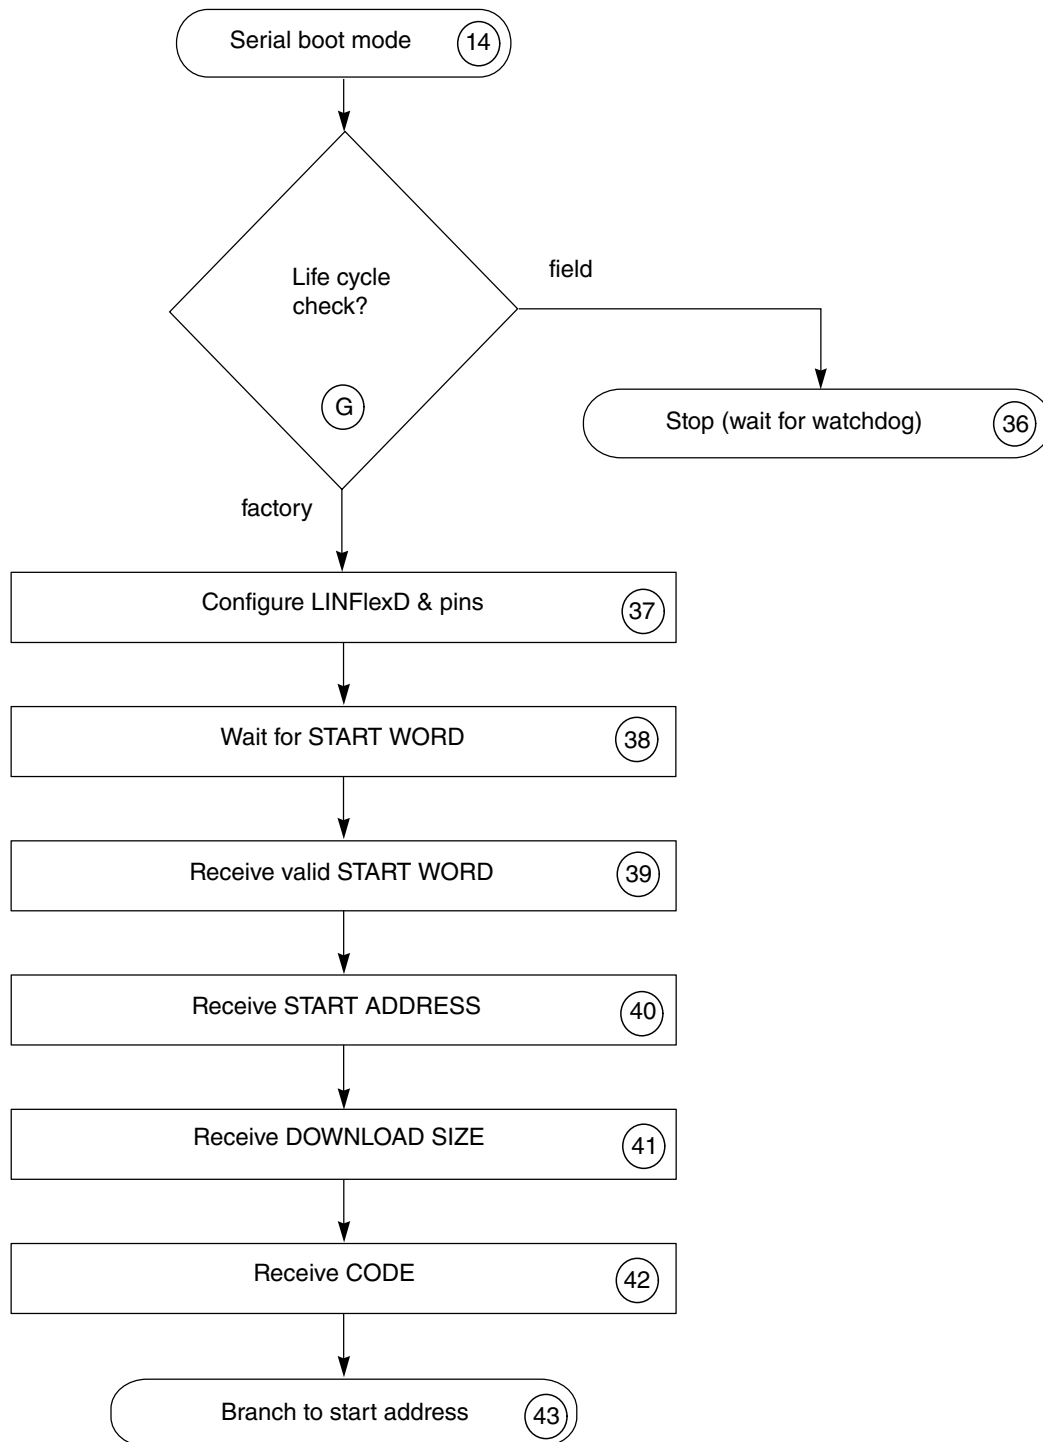 Serial boot mode 14
Life cycle
check?
field
G
Stop (wait for watchdog) 36
factory
Configure LINFlexD & pins 37
Wait for START WORD 38
Receive valid START WORD 39
Receive START ADDRESS 40
Receive DOWNLOAD SIZE 41
Receive CODE 42
Branch to start address 43